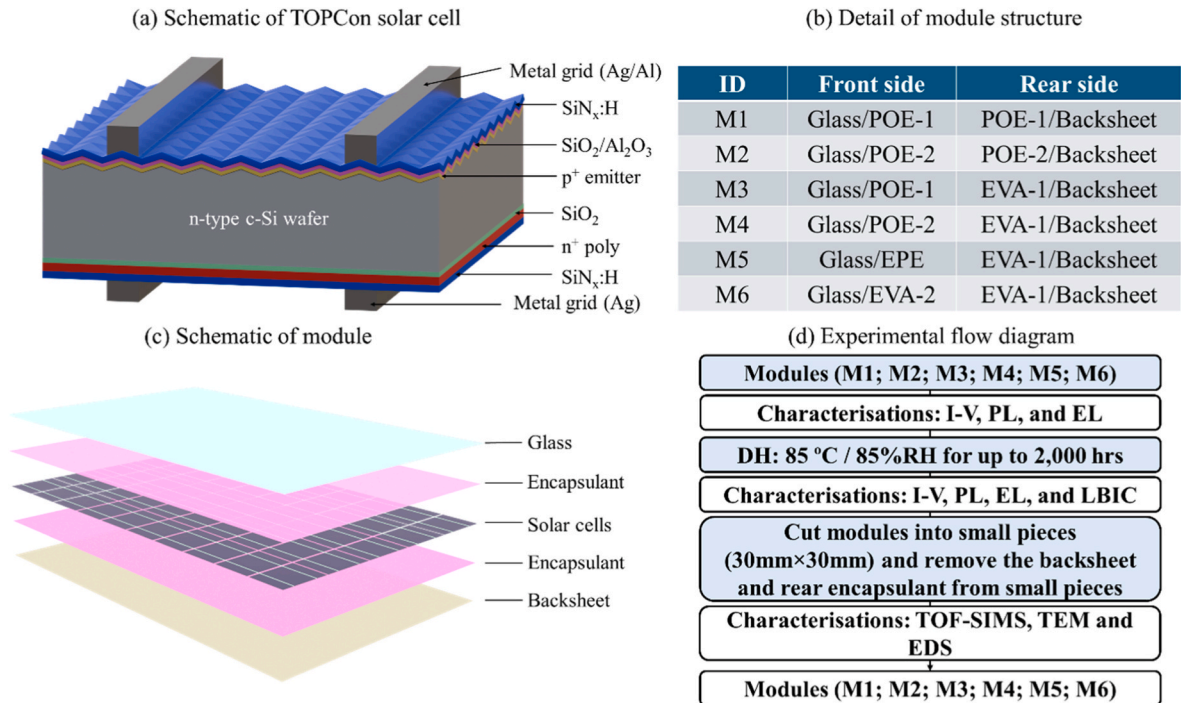 (a) Schematic of TOPCon solar cell
Metal grid (Ag/Al)
SiNx:H
SiO2/Al2O3
p+ emitter
n-type c-Si wafer
SiO2
n+ poly
SiNx:H
Metal grid (Ag)
(b) Detail of module structure
ID Front side Rear side
M1 Glass/POE-1 POE-1/Backsheet
M2 Glass/POE-2 POE-2/Backsheet
M3 Glass/POE-1 EVA-1/Backsheet
M4 Glass/POE-2 EVA-1/Backsheet
M5 Glass/EPE EVA-1/Backsheet
M6 Glass/EVA-2 EVA-1/Backsheet
(c) Schematic of module
Glass
Encapsulant
Solar cells
Encapsulant
Backsheet
(d) Experimental flow diagram
Modules (M1; M2; M3; M4; M5; M6)
Characterisations: I-V, PL, and EL
DH: 85 ºC / 85%RH for up to 2,000 hrs
Characterisations: I-V, PL, EL, and LBIC
Cut modules into small pieces
(30mm×30mm) and remove the backsheet
and rear encapsulant from small pieces
Characterisations: TOF-SIMS, TEM and
EDS
Modules (M1; M2; M3; M4; M5; M6)